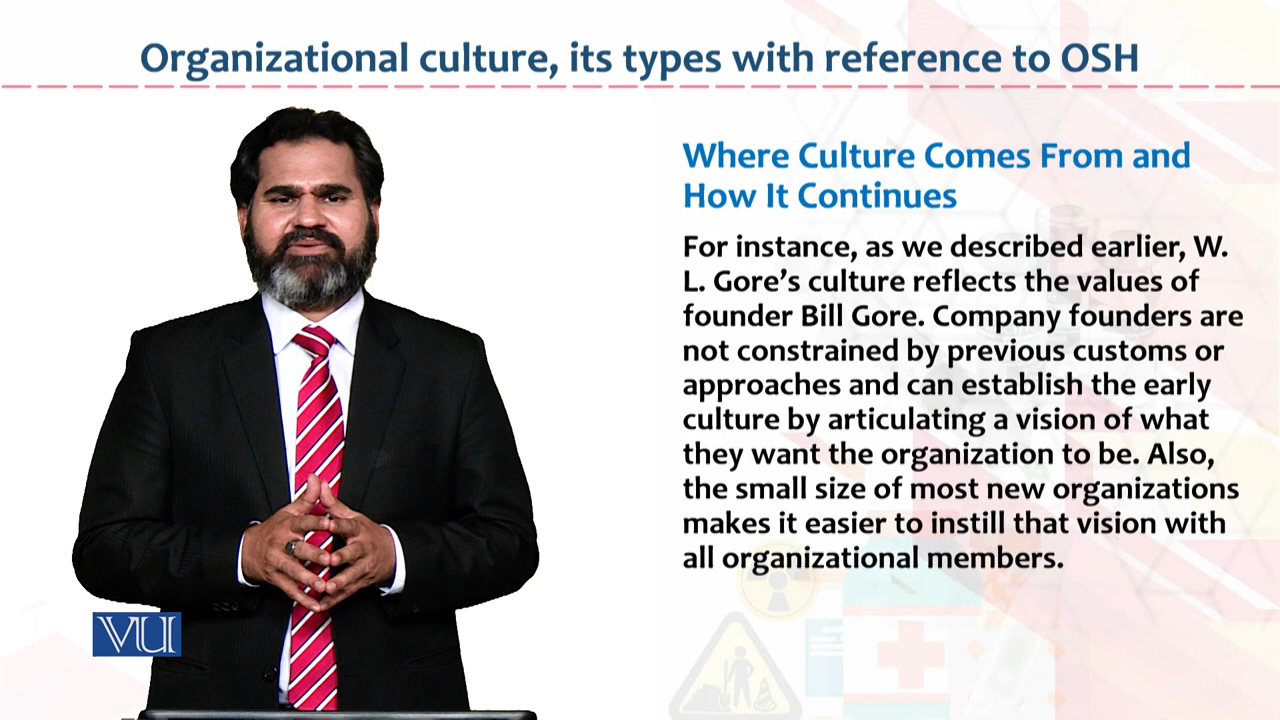 Organizational culture, its types with reference to OSH
Where Culture Comes From and
How It Continues
For instance, as we described earlier, W.
L. Gore’s culture reflects the values of
founder Bill Gore. Company founders are
not constrained by previous customs or
approaches and can establish the early
culture by articulating a vision of what
they want the organization to be. Also,
the small size of most new organizations
makes it easier to instill that vision with
all organizational members.
VU